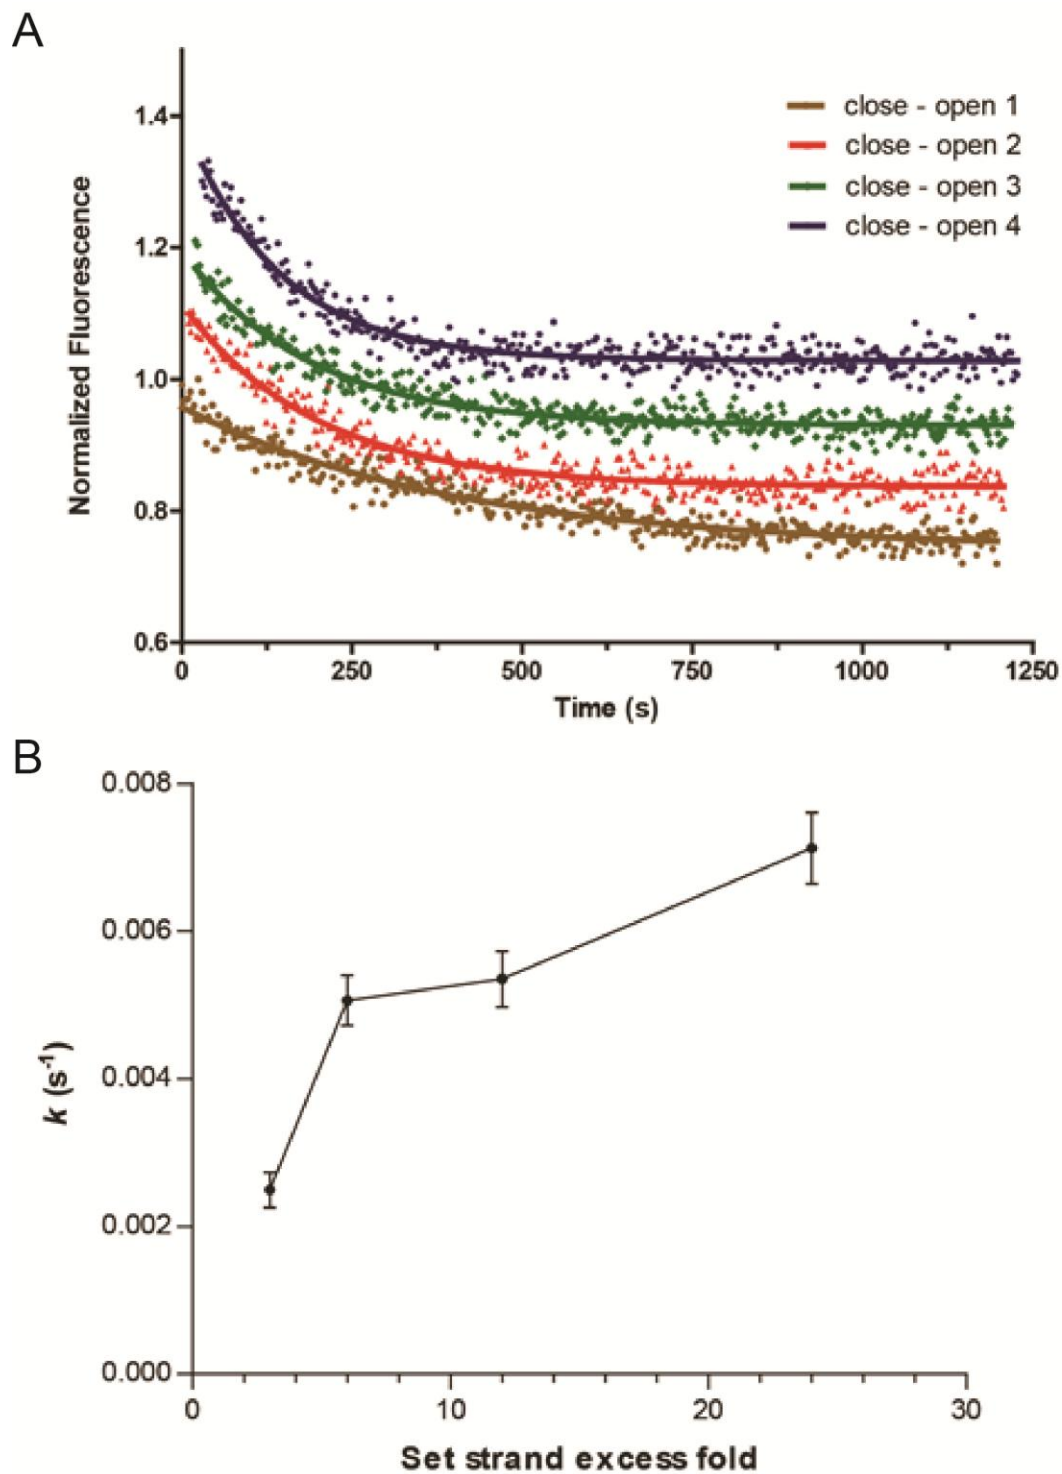 A
1.4
1.2
1.0
0.8
0.6
Normalized Fluorescence
close - open 1
close - open 2
close - open 3
close - open 4
0 250 500 750 1000 1250
Time (s)
B
0.008
0.006
0.004
0.002
0.000
k (s⁻¹)
0 10 20 30
Set strand excess fold